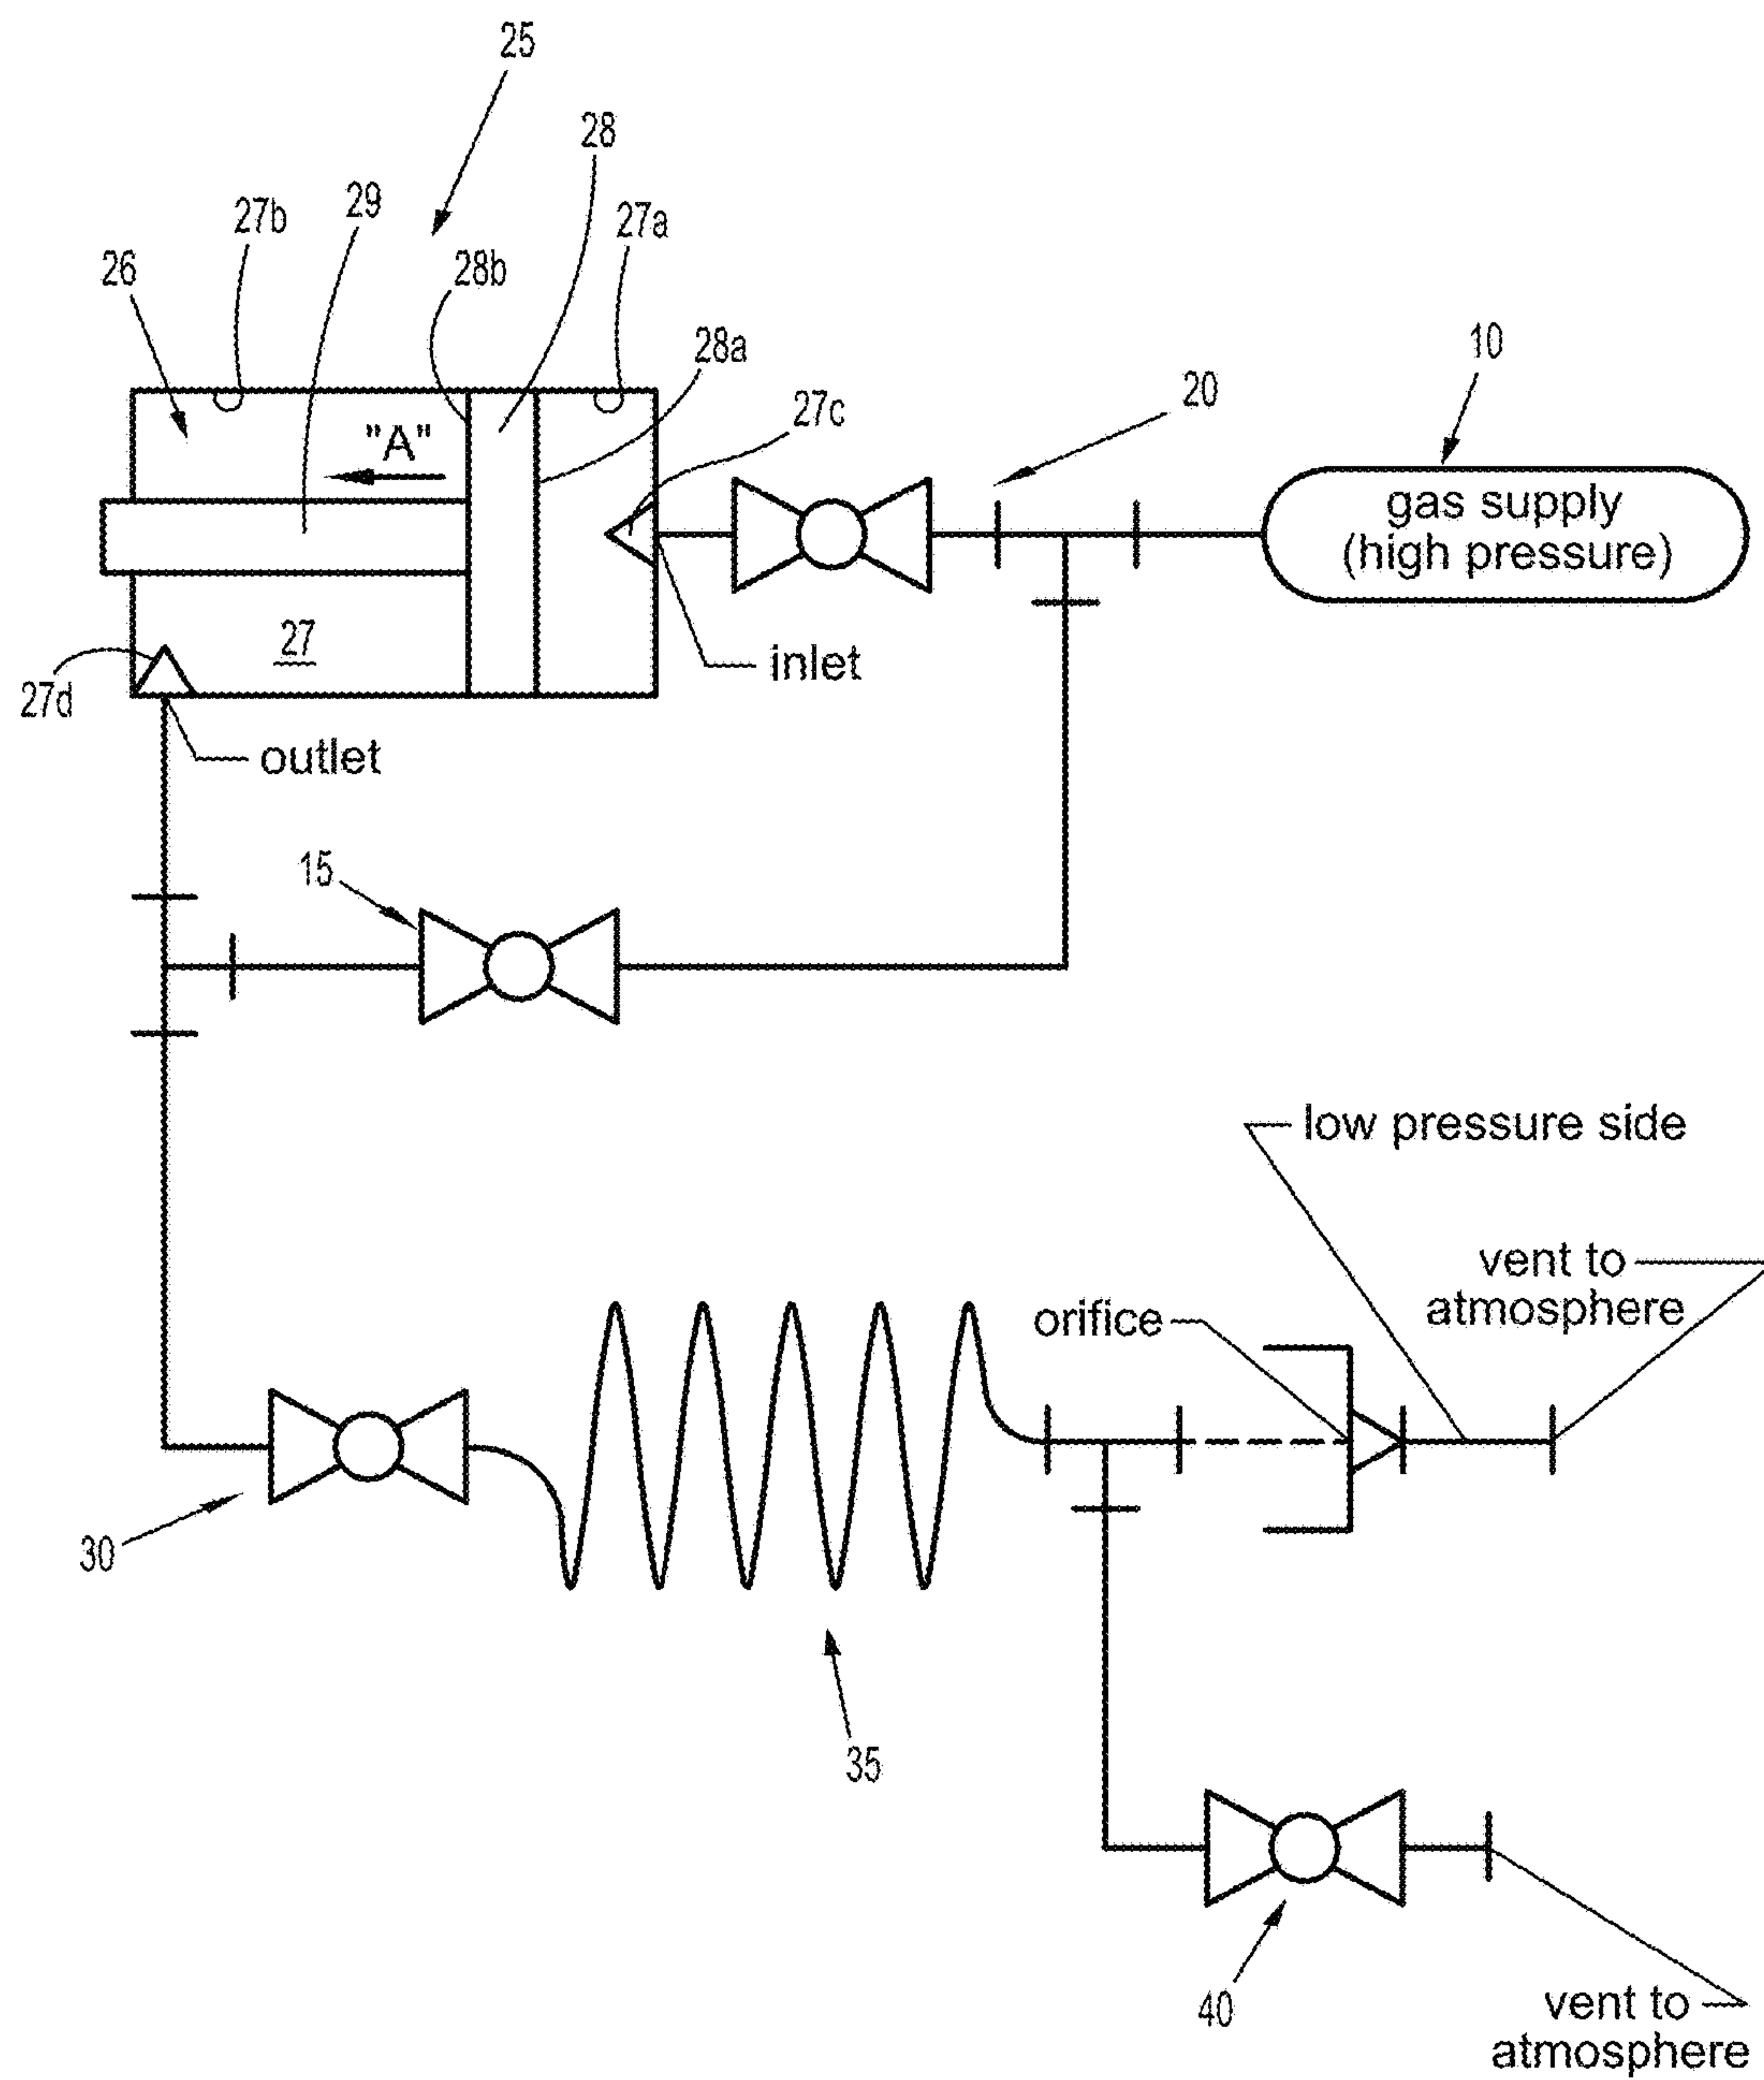 25
28
29
27b
27a
26
28b
28a
10
20
27c
"A"
gas supply
(high pressure)
27
inlet
27d
outlet
15
low pressure side
vent to
atmosphere
orifice
30
35
40
vent to
atmosphere